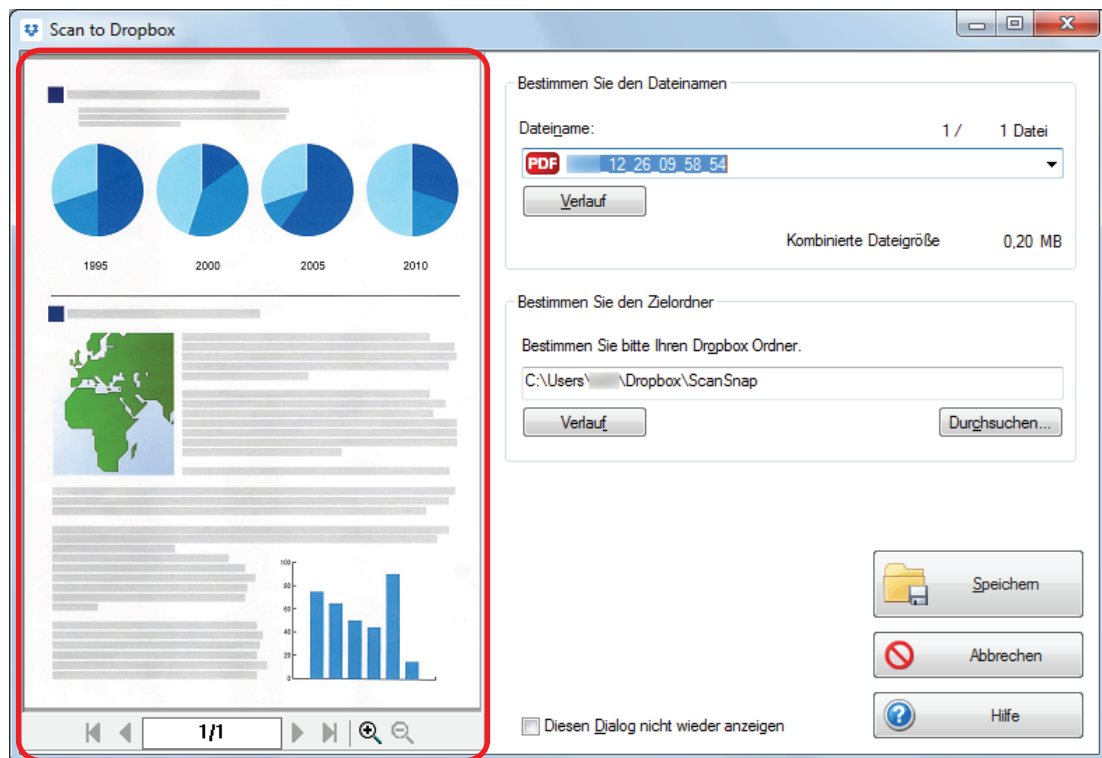 Scan to Dropbox
1995 2000 2005 2010
100
80
60
40
20
0
1/1
Bestimmen Sie den Dateinamen
Dateiname: 1 / 1 Datei
PDF _12_26_09_58_54
Verlauf
Kombinierte Dateigröße 0,20 MB
Bestimmen Sie den Zielordner
Bestimmen Sie bitte Ihren Dropbox Ordner.
C:\Users\ \Dropbox\ScanSnap
Verlauf Durchsuchen...
Speichern
Abbrechen
Diesen Dialog nicht wieder anzeigen Hilfe